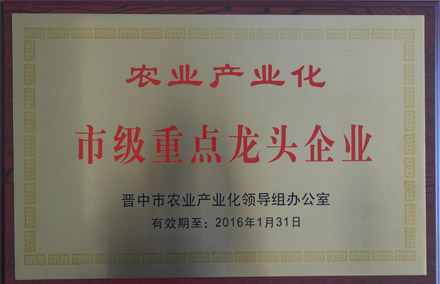 农业产业化
市级重点龙头企业
晋中市农业产业化领导组办公室
有效期至：2016年1月31日